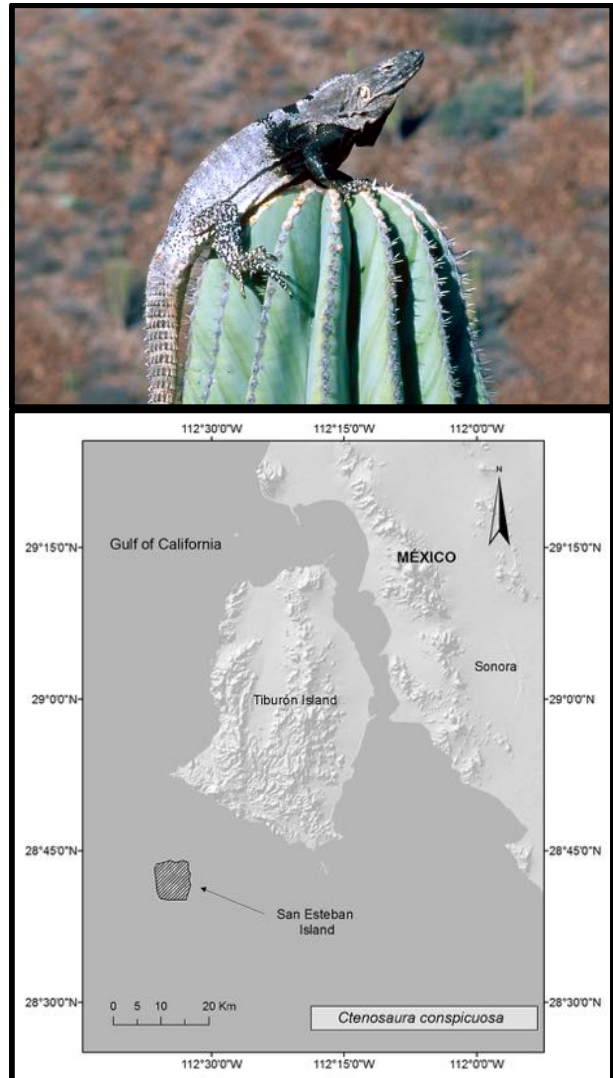 112°30'0"W 112°15'0"W 112°0'0"W
N
Gulf of California
29°15'0"N MÉXICO 29°15'0"N
Sonora
29°0'0"N Tiburón Island 29°0'0"N
28°45'0"N 28°45'0"N
San Esteban
Island
28°30'0"N 28°30'0"N
0 5 10 20 Km
Ctenosaura conspicuosa
112°30'0"W 112°15'0"W 112°0'0"W